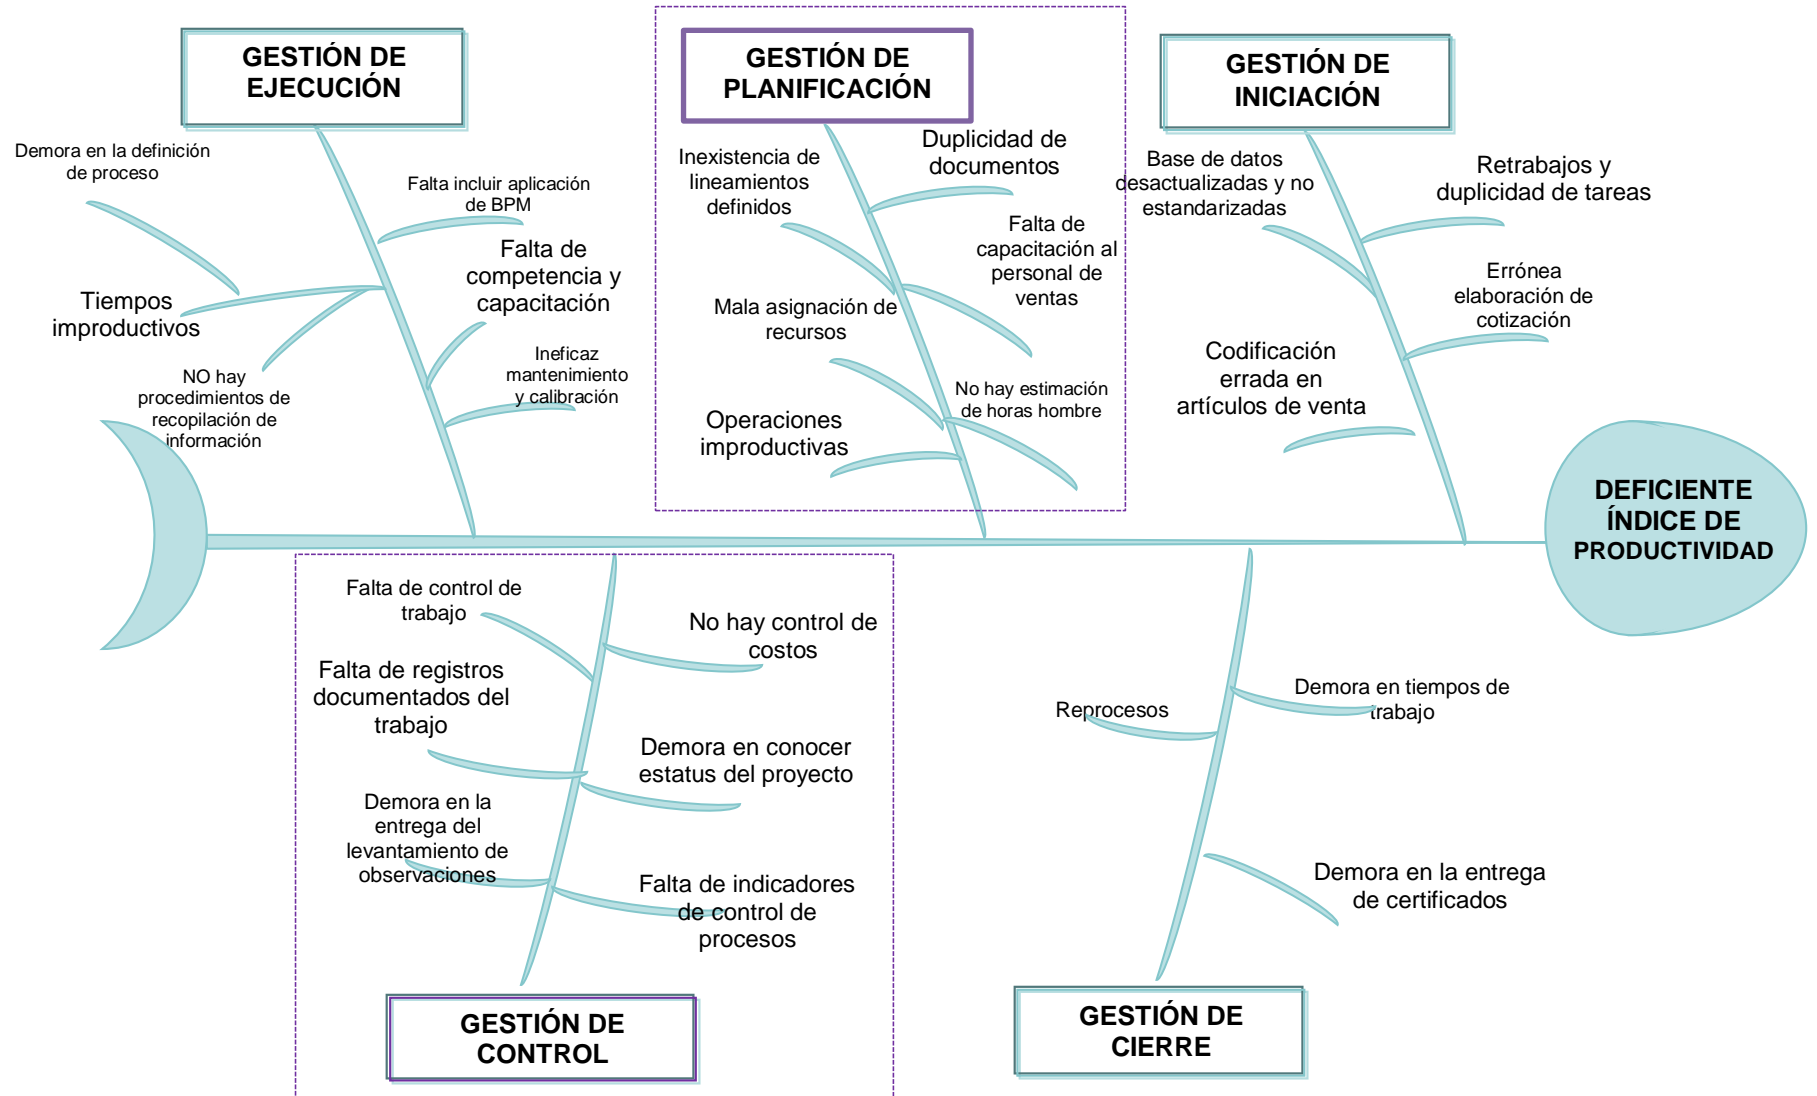 GESTIÓN DE
EJECUCIÓN
Demora en la definición
de proceso
Falta incluir aplicación
de BPM
Falta de
competencia y
capacitación
Tiempos
improductivos
Ineficaz
mantenimiento
y calibración
NO hay
procedimientos de
recopilación de
información
GESTIÓN DE
PLANIFICACIÓN
Inexistencia de
lineamientos
definidos
Duplicidad de
documentos
Falta de
capacitación al
personal de
ventas
Mala asignación de
recursos
No hay estimación
de horas hombre
Operaciones
improductivas
GESTIÓN DE
INICIACIÓN
Base de datos
desactualizadas y no
estandarizadas
Retrabajos y
duplicidad de tareas
Errónea
elaboración de
cotización
Codificación
errada en
artículos de venta
DEFICIENTE
ÍNDICE DE
PRODUCTIVIDAD
Falta de control de
trabajo
No hay control de
costos
Falta de registros
documentados del
trabajo
Demora en conocer
estatus del proyecto
Demora en la
entrega del
levantamiento de
observaciones
Falta de indicadores
de control de
procesos
GESTIÓN DE
CONTROL
Reprocesos
Demora en tiempos de
trabajo
Demora en la entrega
de certificados
GESTIÓN DE
CIERRE